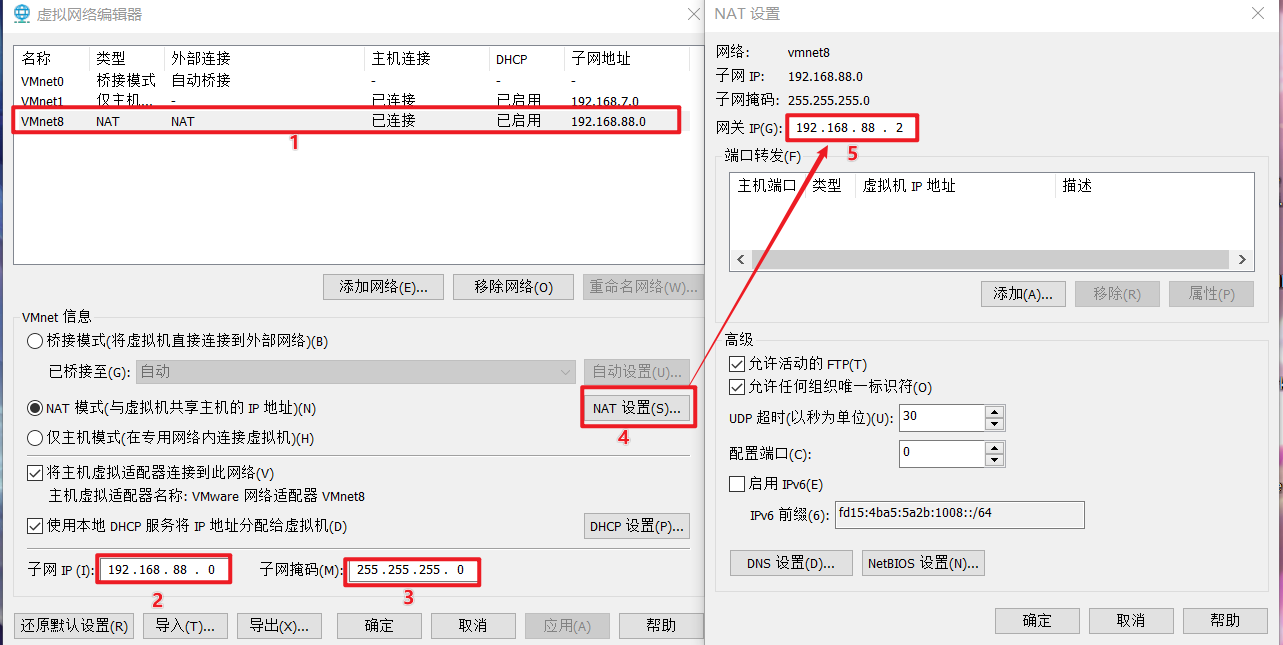 虚拟网络编辑器
名称 类型 外部连接 主机连接 DHCP 子网地址
VMnet0 桥接模式 自动桥接 - - -
VMnet1 仅主机... - 已连接 已启用 192.168.7.0
VMnet8 NAT NAT 已连接 已启用 192.168.88.0
1
添加网络(E)... 移除网络(O) 重命名网络(W)...
VMnet 信息
桥接模式(将虚拟机直接连接到外部网络)(B)
已桥接至(G): 自动 自动设置(U)...
NAT 模式(与虚拟机共享主机的 IP 地址)(N) NAT 设置(S)...
4
仅主机模式(在专用网络内连接虚拟机)(H)
将主机虚拟适配器连接到此网络(V)
主机虚拟适配器名称: VMware 网络适配器 VMnet8
使用本地 DHCP 服务将 IP 地址分配给虚拟机(D) DHCP 设置(P)...
子网 IP (I): 192 . 168 . 88 . 0 子网掩码(M): 255 . 255 . 255 . 0
2 3
还原默认设置(R) 导入(T)... 导出(X)... 确定 取消 应用(A) 帮助
NAT 设置
网络: vmnet8
子网 IP: 192.168.88.0
子网掩码: 255.255.255.0
网关 IP(G): 192 . 168 . 88 . 2
5
端口转发(F)
主机端口 类型 虚拟机 IP 地址 描述
添加(A)... 移除(R) 属性(P)
高级
允许活动的 FTP(T)
允许任何组织唯一标识符(O)
UDP 超时(以秒为单位)(U): 30
配置端口(C): 0
启用 IPv6(E)
IPv6 前缀(6): fd15:4ba5:5a2b:1008::/64
DNS 设置(D)... NetBIOS 设置(N)...
确定 取消 帮助